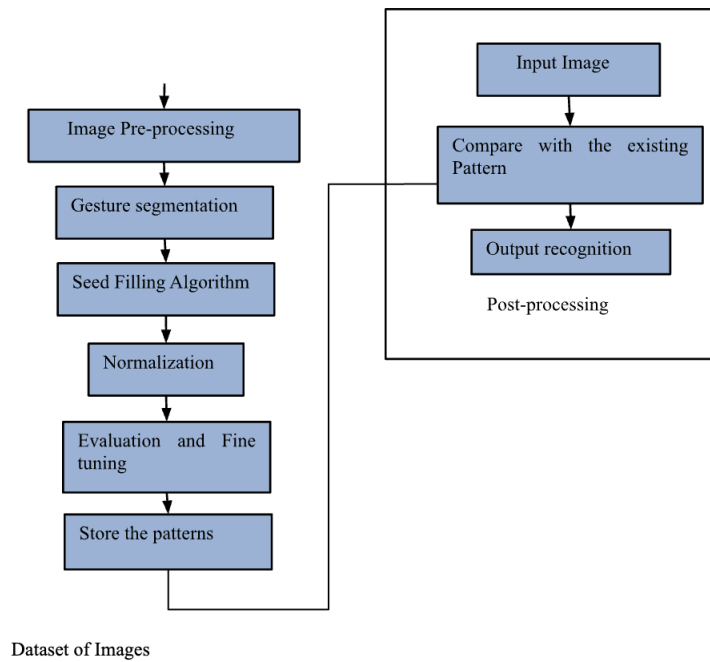 Image Pre-processing
Gesture segmentation
Seed Filling Algorithm
Normalization
Evaluation and Fine
tuning
Store the patterns
Dataset of Images
Input Image
Compare with the existing
Pattern
Output recognition
Post-processing